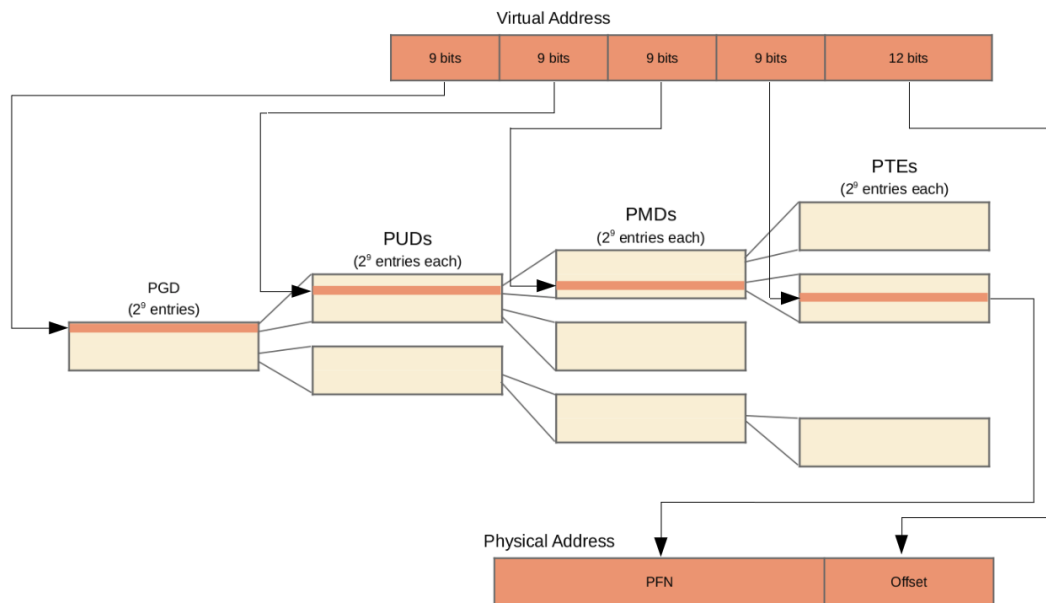 Virtual Address
9 bits 9 bits 9 bits 9 bits 12 bits
PTEs
(2⁹ entries each)
PMDs
(2⁹ entries each)
PUDs
(2⁹ entries each)
PGD
(2⁹ entries)
Physical Address
PFN Offset